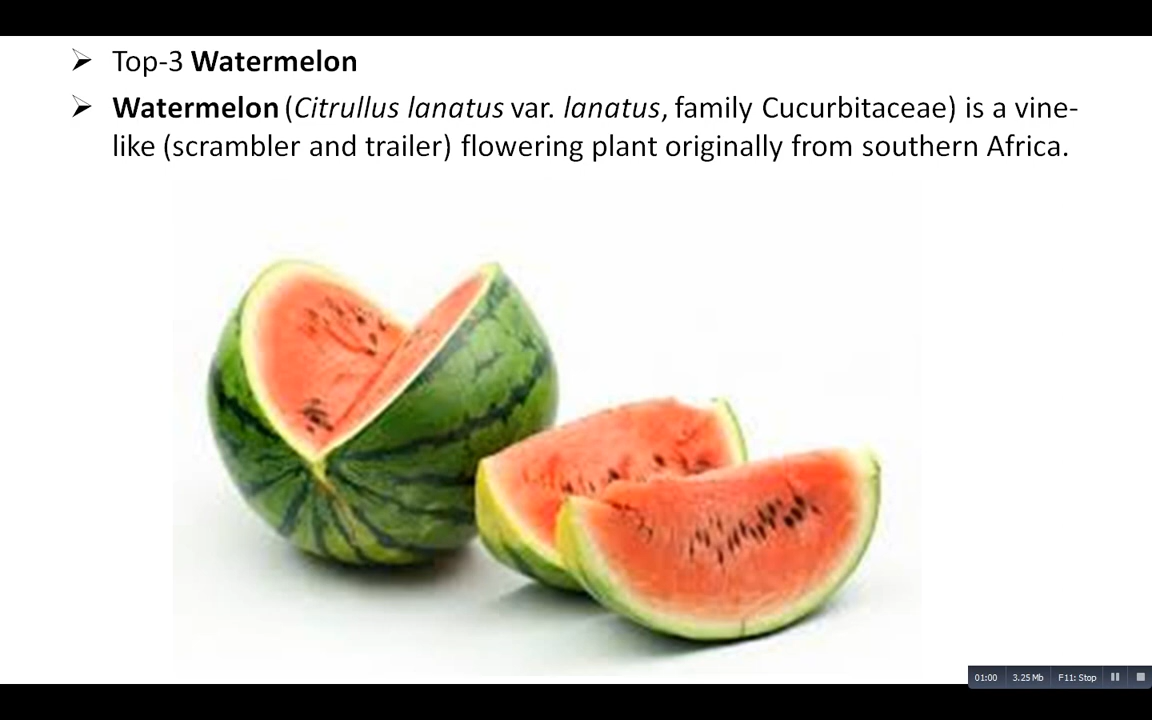 ➢ Top-3 Watermelon
➢ Watermelon (Citrullus lanatus var. lanatus, family Cucurbitaceae) is a vine-
like (scrambler and trailer) flowering plant originally from southern Africa.
01:00 3.25 Mb F11: Stop